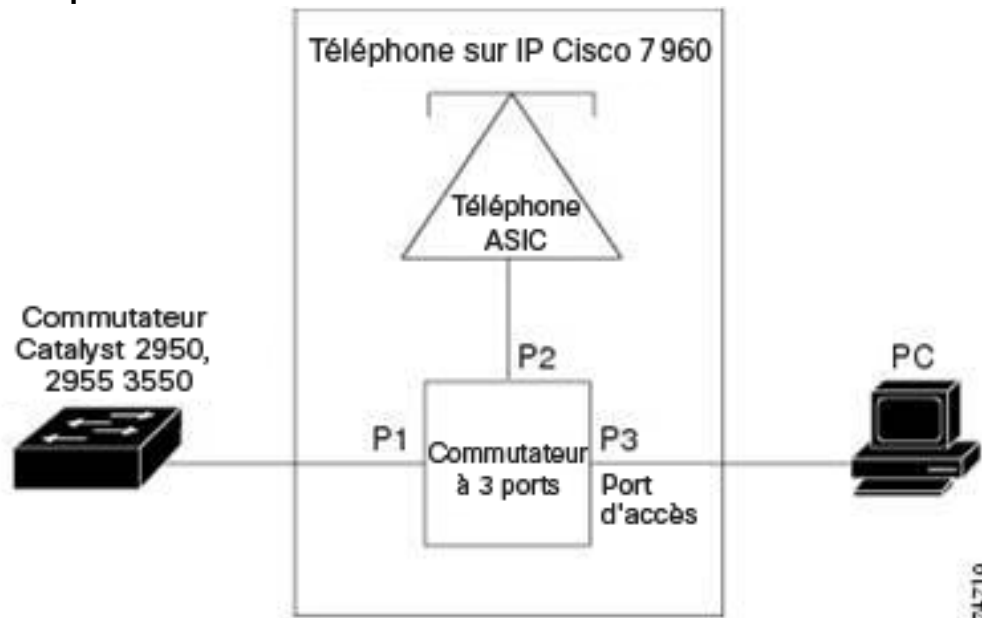 Téléphone sur IP Cisco 7960
Téléphone
ASIC
Commutateur
Catalyst 2950,
2955 3550
P2
PC
P1
Commutateur
à 3 ports
P3
Port
d'accès